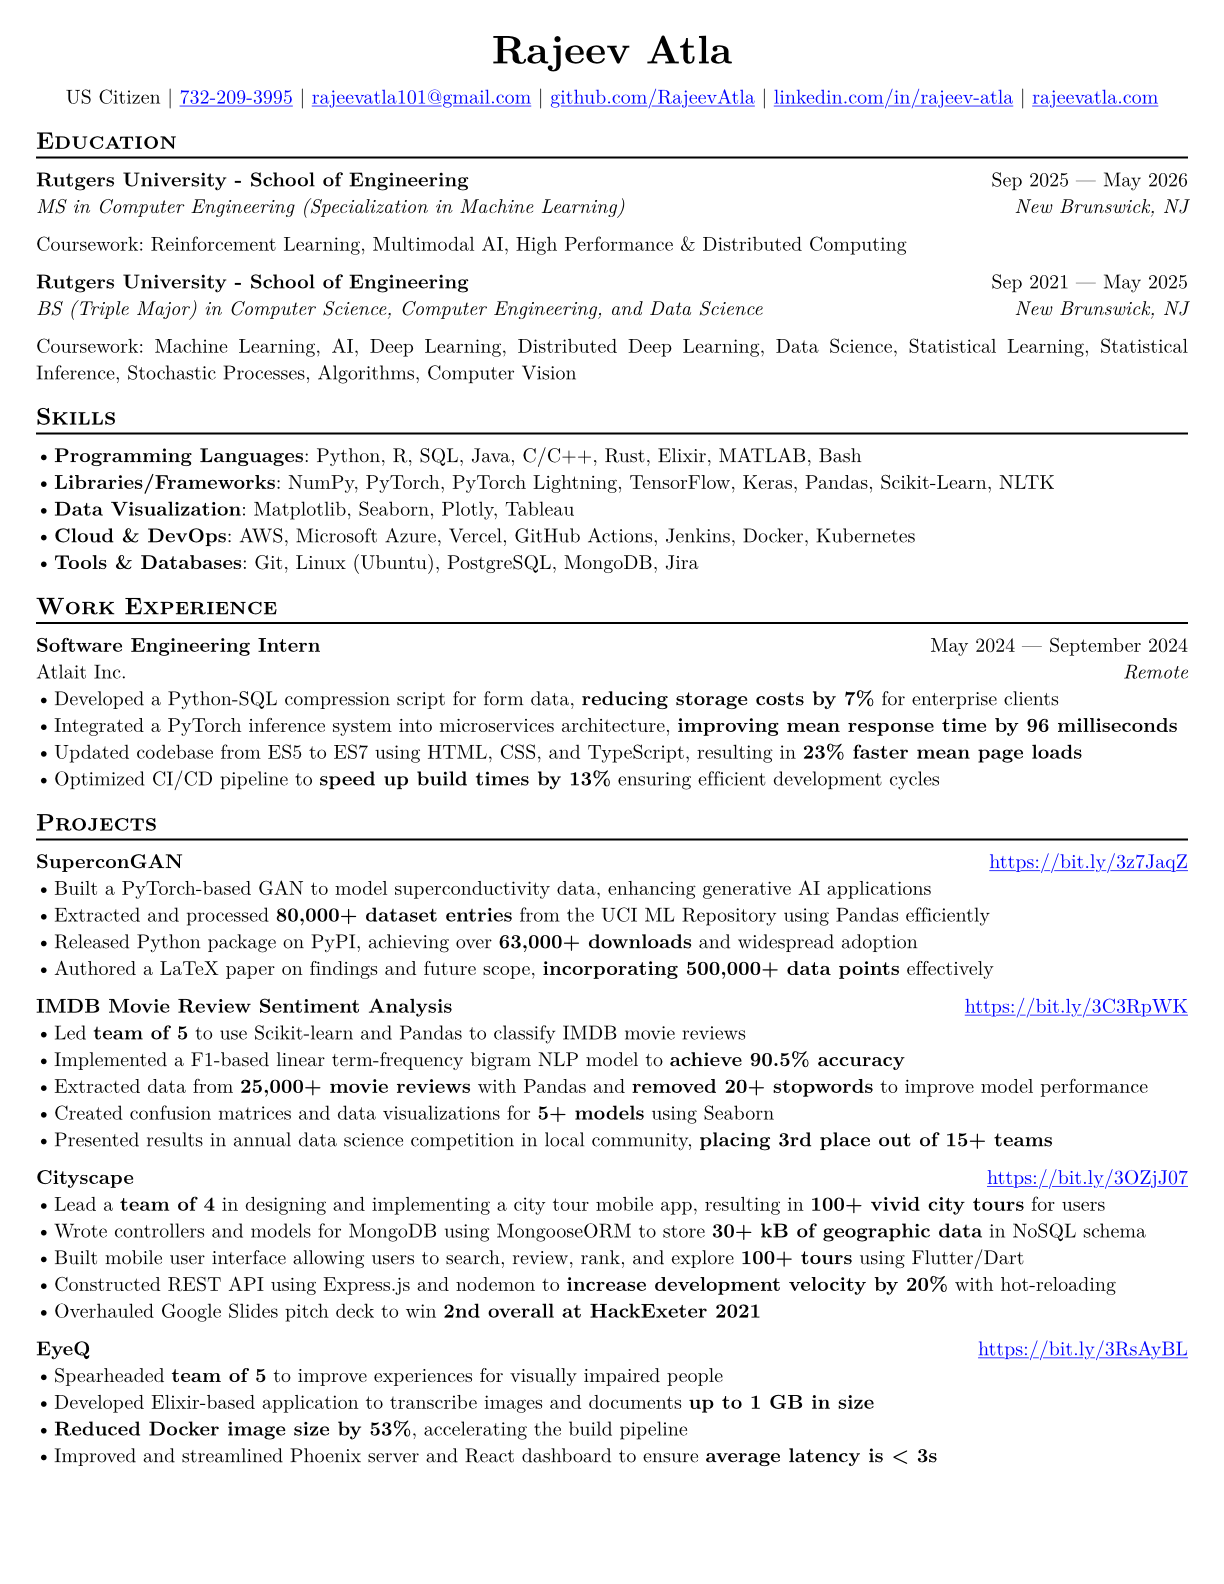 Rajeev Atla
US Citizen | 732-209-3995 | rajeevatla101@gmail.com | github.com/RajeevAtla | linkedin.com/in/rajeev-atla | rajeevatla.com
Education
Rutgers University - School of Engineering Sep 2025 — May 2026
MS in Computer Engineering (Specialization in Machine Learning) New Brunswick, NJ
Coursework: Reinforcement Learning, Multimodal AI, High Performance & Distributed Computing
Rutgers University - School of Engineering Sep 2021 — May 2025
BS (Triple Major) in Computer Science, Computer Engineering, and Data Science New Brunswick, NJ
Coursework: Machine Learning, AI, Deep Learning, Distributed Deep Learning, Data Science, Statistical Learning, Statistical
Inference, Stochastic Processes, Algorithms, Computer Vision
Skills
• Programming Languages: Python, R, SQL, Java, C/C++, Rust, Elixir, MATLAB, Bash
• Libraries/Frameworks: NumPy, PyTorch, PyTorch Lightning, TensorFlow, Keras, Pandas, Scikit-Learn, NLTK
• Data Visualization: Matplotlib, Seaborn, Plotly, Tableau
• Cloud & DevOps: AWS, Microsoft Azure, Vercel, GitHub Actions, Jenkins, Docker, Kubernetes
• Tools & Databases: Git, Linux (Ubuntu), PostgreSQL, MongoDB, Jira
Work Experience
Software Engineering Intern May 2024 — September 2024
Atlait Inc. Remote
• Developed a Python-SQL compression script for form data, reducing storage costs by 7% for enterprise clients
• Integrated a PyTorch inference system into microservices architecture, improving mean response time by 96 milliseconds
• Updated codebase from ES5 to ES7 using HTML, CSS, and TypeScript, resulting in 23% faster mean page loads
• Optimized CI/CD pipeline to speed up build times by 13% ensuring efficient development cycles
Projects
SuperconGAN https://bit.ly/3z7JaqZ
• Built a PyTorch-based GAN to model superconductivity data, enhancing generative AI applications
• Extracted and processed 80,000+ dataset entries from the UCI ML Repository using Pandas efficiently
• Released Python package on PyPI, achieving over 63,000+ downloads and widespread adoption
• Authored a LaTeX paper on findings and future scope, incorporating 500,000+ data points effectively
IMDB Movie Review Sentiment Analysis https://bit.ly/3C3RpWK
• Led team of 5 to use Scikit-learn and Pandas to classify IMDB movie reviews
• Implemented a F1-based linear term-frequency bigram NLP model to achieve 90.5% accuracy
• Extracted data from 25,000+ movie reviews with Pandas and removed 20+ stopwords to improve model performance
• Created confusion matrices and data visualizations for 5+ models using Seaborn
• Presented results in annual data science competition in local community, placing 3rd place out of 15+ teams
Cityscape https://bit.ly/3OZjJ07
• Lead a team of 4 in designing and implementing a city tour mobile app, resulting in 100+ vivid city tours for users
• Wrote controllers and models for MongoDB using MongooseORM to store 30+ kB of geographic data in NoSQL schema
• Built mobile user interface allowing users to search, review, rank, and explore 100+ tours using Flutter/Dart
• Constructed REST API using Express.js and nodemon to increase development velocity by 20% with hot-reloading
• Overhauled Google Slides pitch deck to win 2nd overall at HackExeter 2021
EyeQ https://bit.ly/3RsAyBL
• Spearheaded team of 5 to improve experiences for visually impaired people
• Developed Elixir-based application to transcribe images and documents up to 1 GB in size
• Reduced Docker image size by 53%, accelerating the build pipeline
• Improved and streamlined Phoenix server and React dashboard to ensure average latency is < 3s